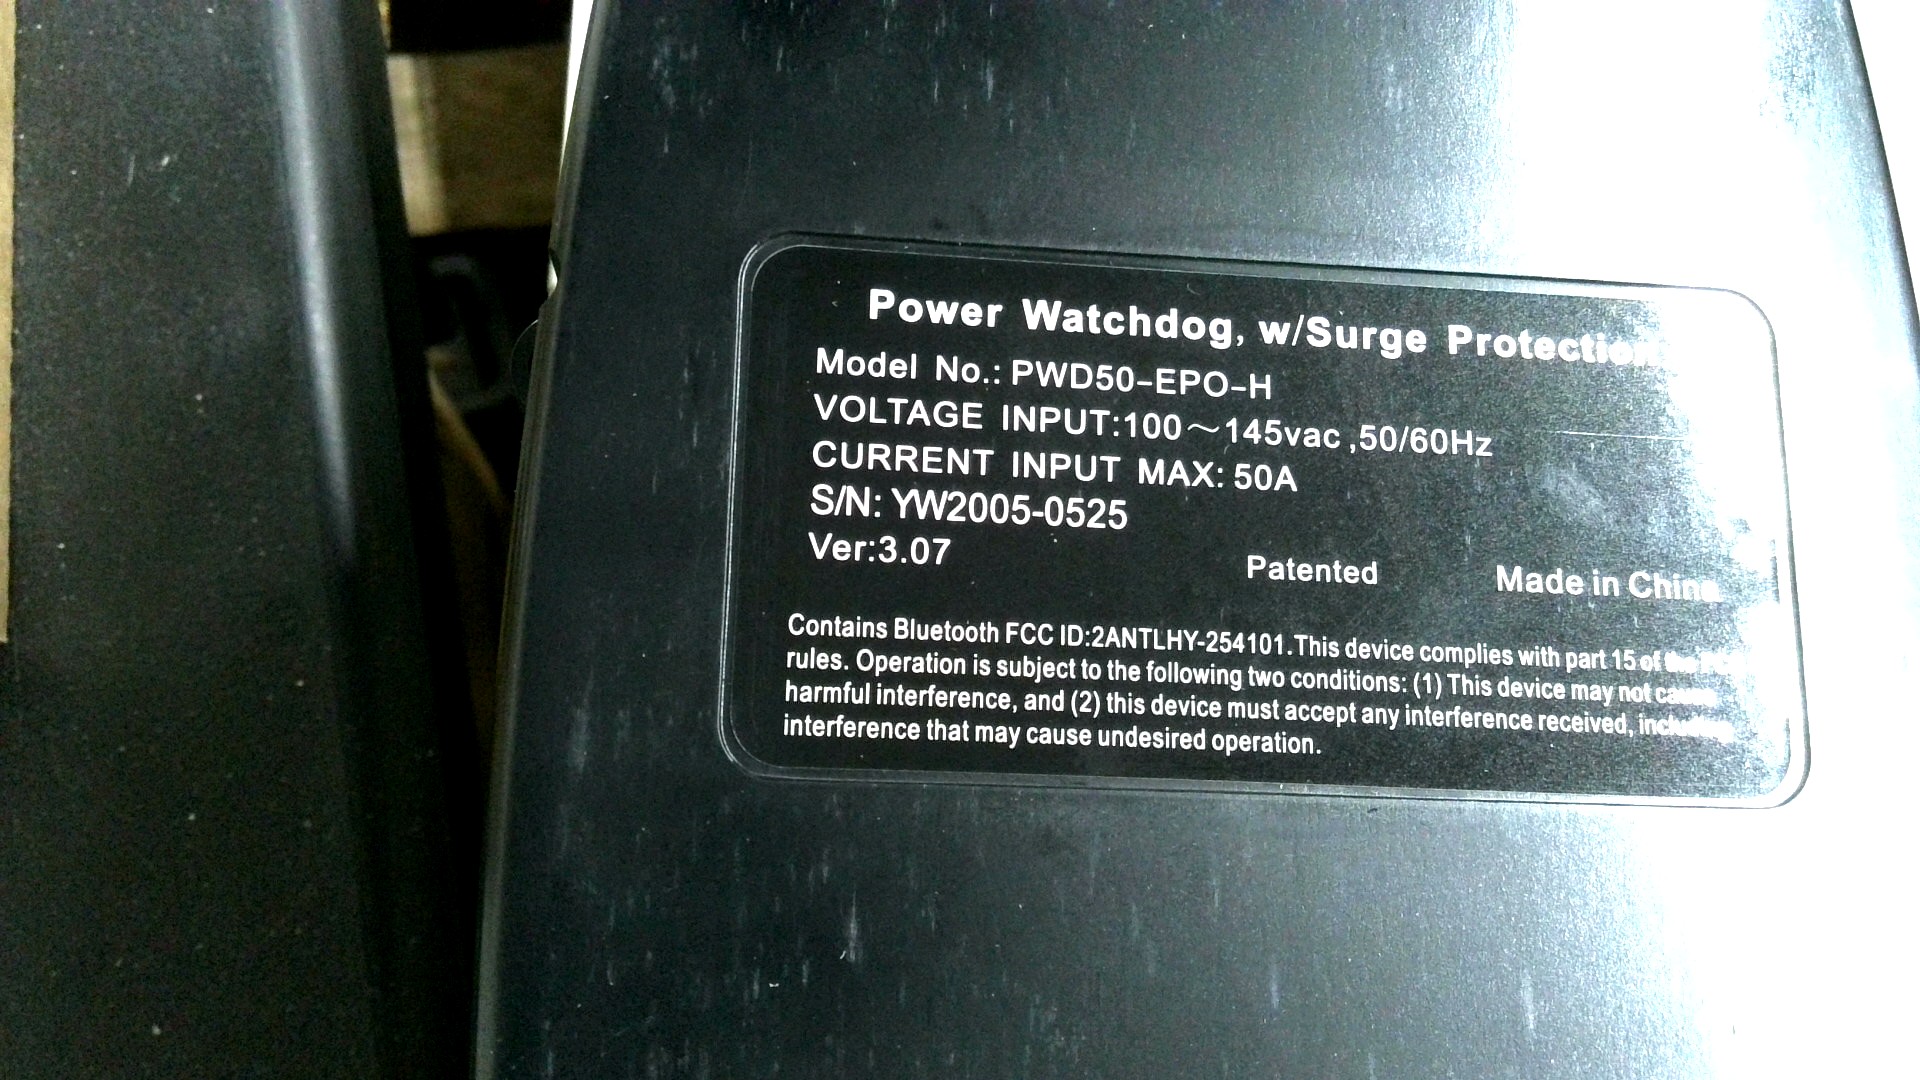 Power Watchdog, w/Surge Protection
Model No.: PWD50-EPO-H
VOLTAGE INPUT:100～145vac ,50/60Hz
CURRENT INPUT MAX: 50A
S/N: YW2005-0525
Ver:3.07 Patented Made in China
Contains Bluetooth FCC ID:2ANTLHY-254101.This device complies with part 15 of the FCC
rules. Operation is subject to the following two conditions: (1) This device may not cause
harmful interference, and (2) this device must accept any interference received, including
interference that may cause undesired operation.